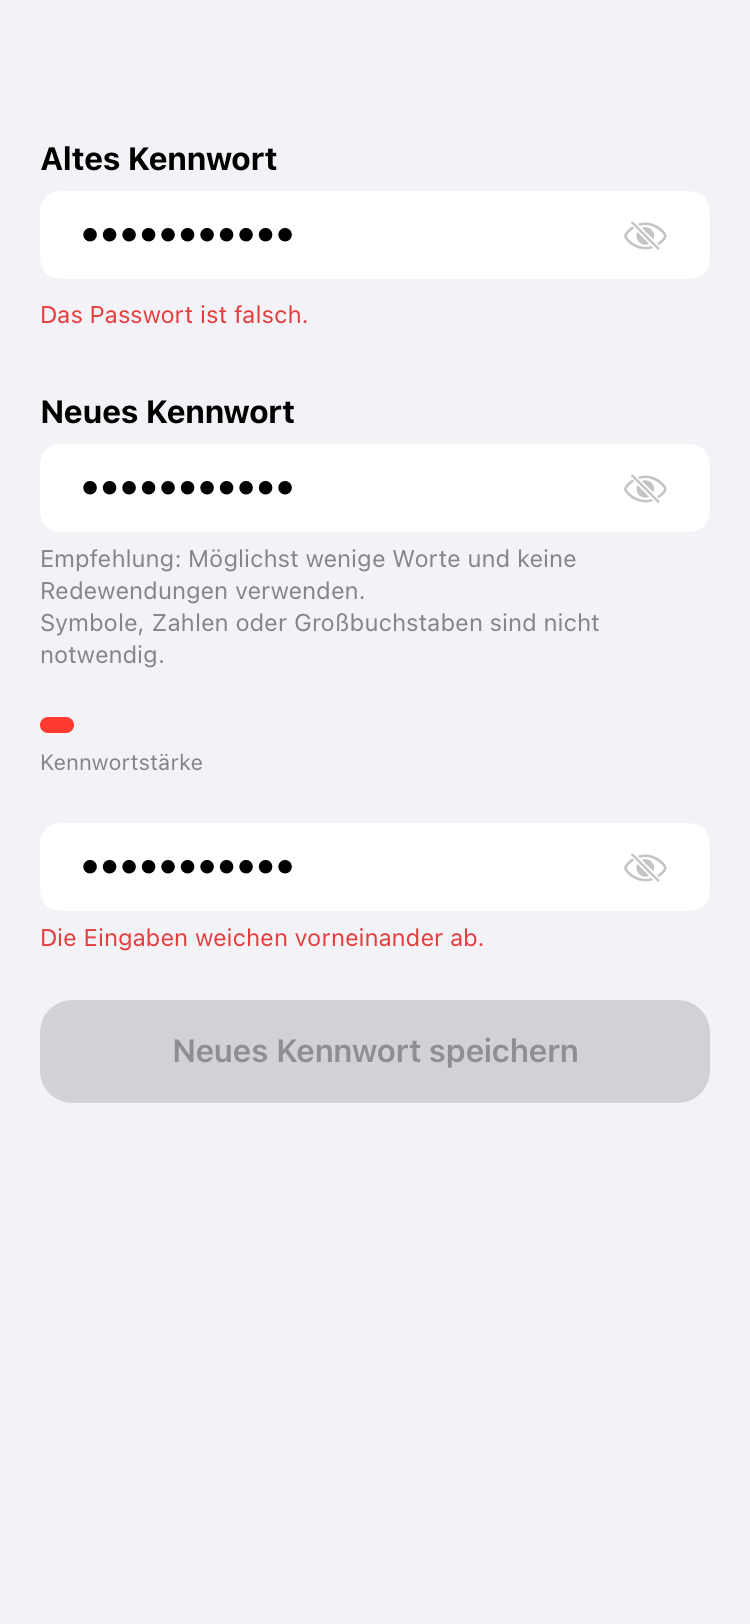 Altes Kennwort
•••••••••••
Das Passwort ist falsch.
Neues Kennwort
•••••••••••
Empfehlung: Möglichst wenige Worte und keine
Redewendungen verwenden.
Symbole, Zahlen oder Großbuchstaben sind nicht
notwendig.
Kennwortstärke
•••••••••••
Die Eingaben weichen vorneinander ab.
Neues Kennwort speichern